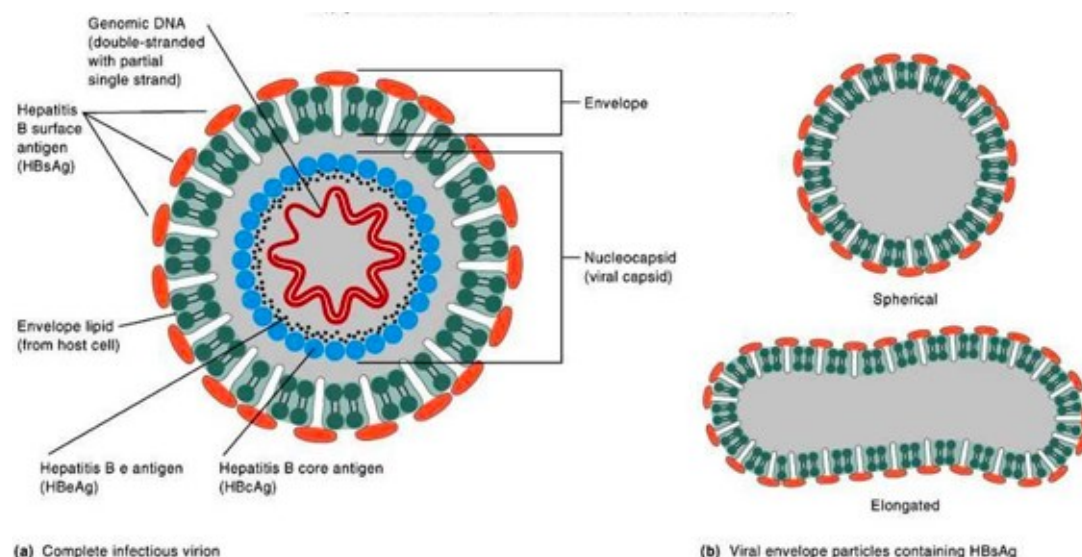 Genomic DNA
(double-stranded
with partial
single strand)
Hepatitis
B surface
antigen
(HBsAg)
Envelope
Nucleocapsid
(viral capsid)
Envelope lipid
(from host cell)
Hepatitis B e antigen
(HBeAg)
Hepatitis B core antigen
(HBcAg)
(a) Complete infectious virion
Spherical
Elongated
(b) Viral envelope particles containing HBsAg